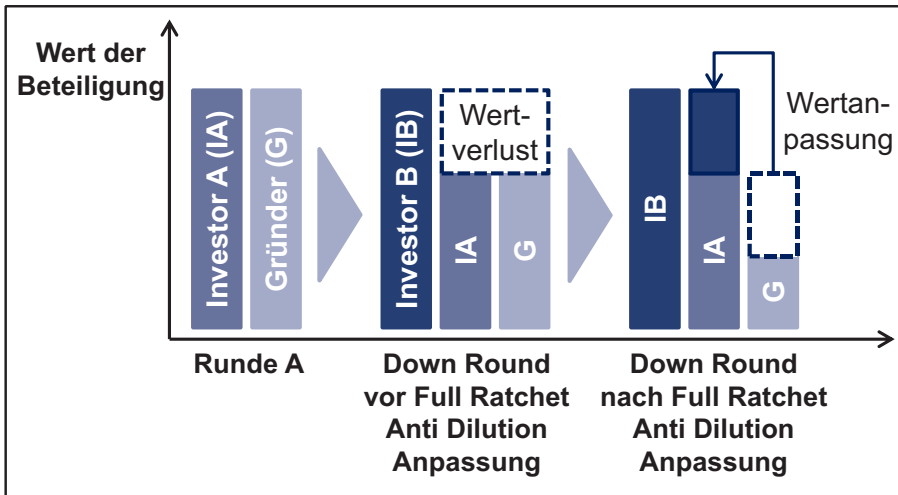 Wert der
Beteiligung
Investor A (IA)
Gründer (G)
Investor B (IB)
Wert-
verlust
IA
G
IB
IA
G
Wertan-
passung
Runde A
Down Round
vor Full Ratchet
Anti Dilution
Anpassung
Down Round
nach Full Ratchet
Anti Dilution
Anpassung